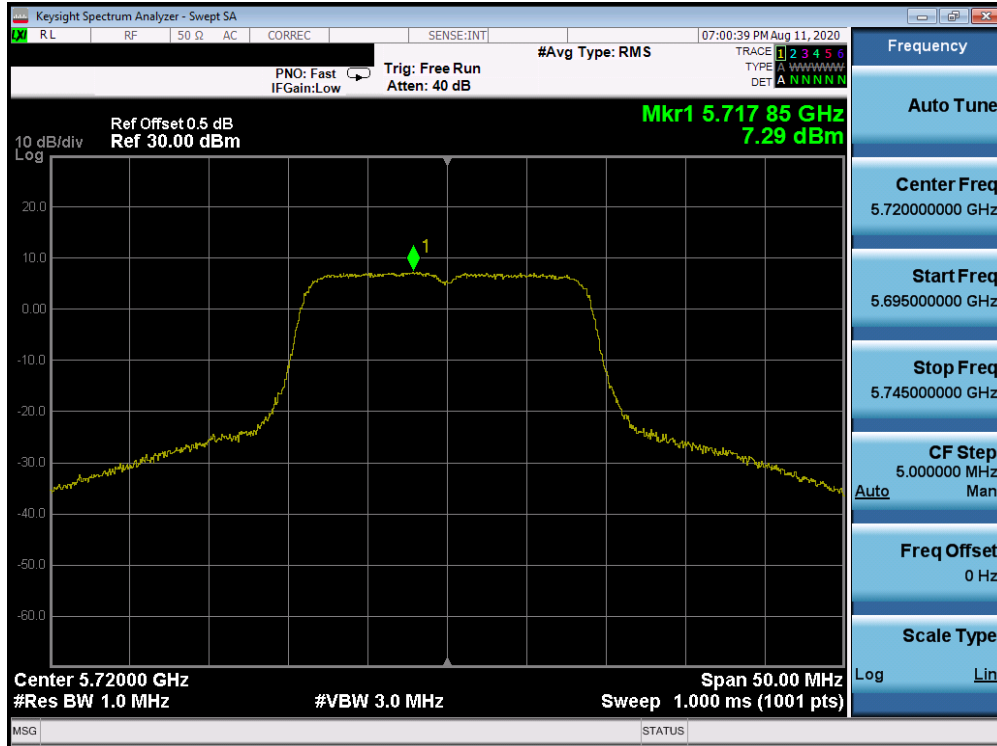 Keysight Spectrum Analyzer - Swept SA
LXI RL RF 50 Ω AC CORREC SENSE:INT 07:00:39 PM Aug 11, 2020
#Avg Type: RMS
TRACE 1 2 3 4 5 6
TYPE A WWWWW
DET A N N N N N
PNO: Fast
IFGain:Low
Trig: Free Run
Atten: 40 dB
Mkr1 5.717 85 GHz
7.29 dBm
Ref Offset 0.5 dB
Ref 30.00 dBm
10 dB/div
Log
20.0
10.0
0.00
-10.0
-20.0
-30.0
-40.0
-50.0
-60.0
1
Center 5.72000 GHz
Span 50.00 MHz
#Res BW 1.0 MHz
#VBW 3.0 MHz
Sweep 1.000 ms (1001 pts)
MSG
STATUS
Frequency
Auto Tune
Center Freq
5.720000000 GHz
Start Freq
5.695000000 GHz
Stop Freq
5.745000000 GHz
CF Step
5.000000 MHz
Auto Man
Freq Offset
0 Hz
Scale Type
Log Lin